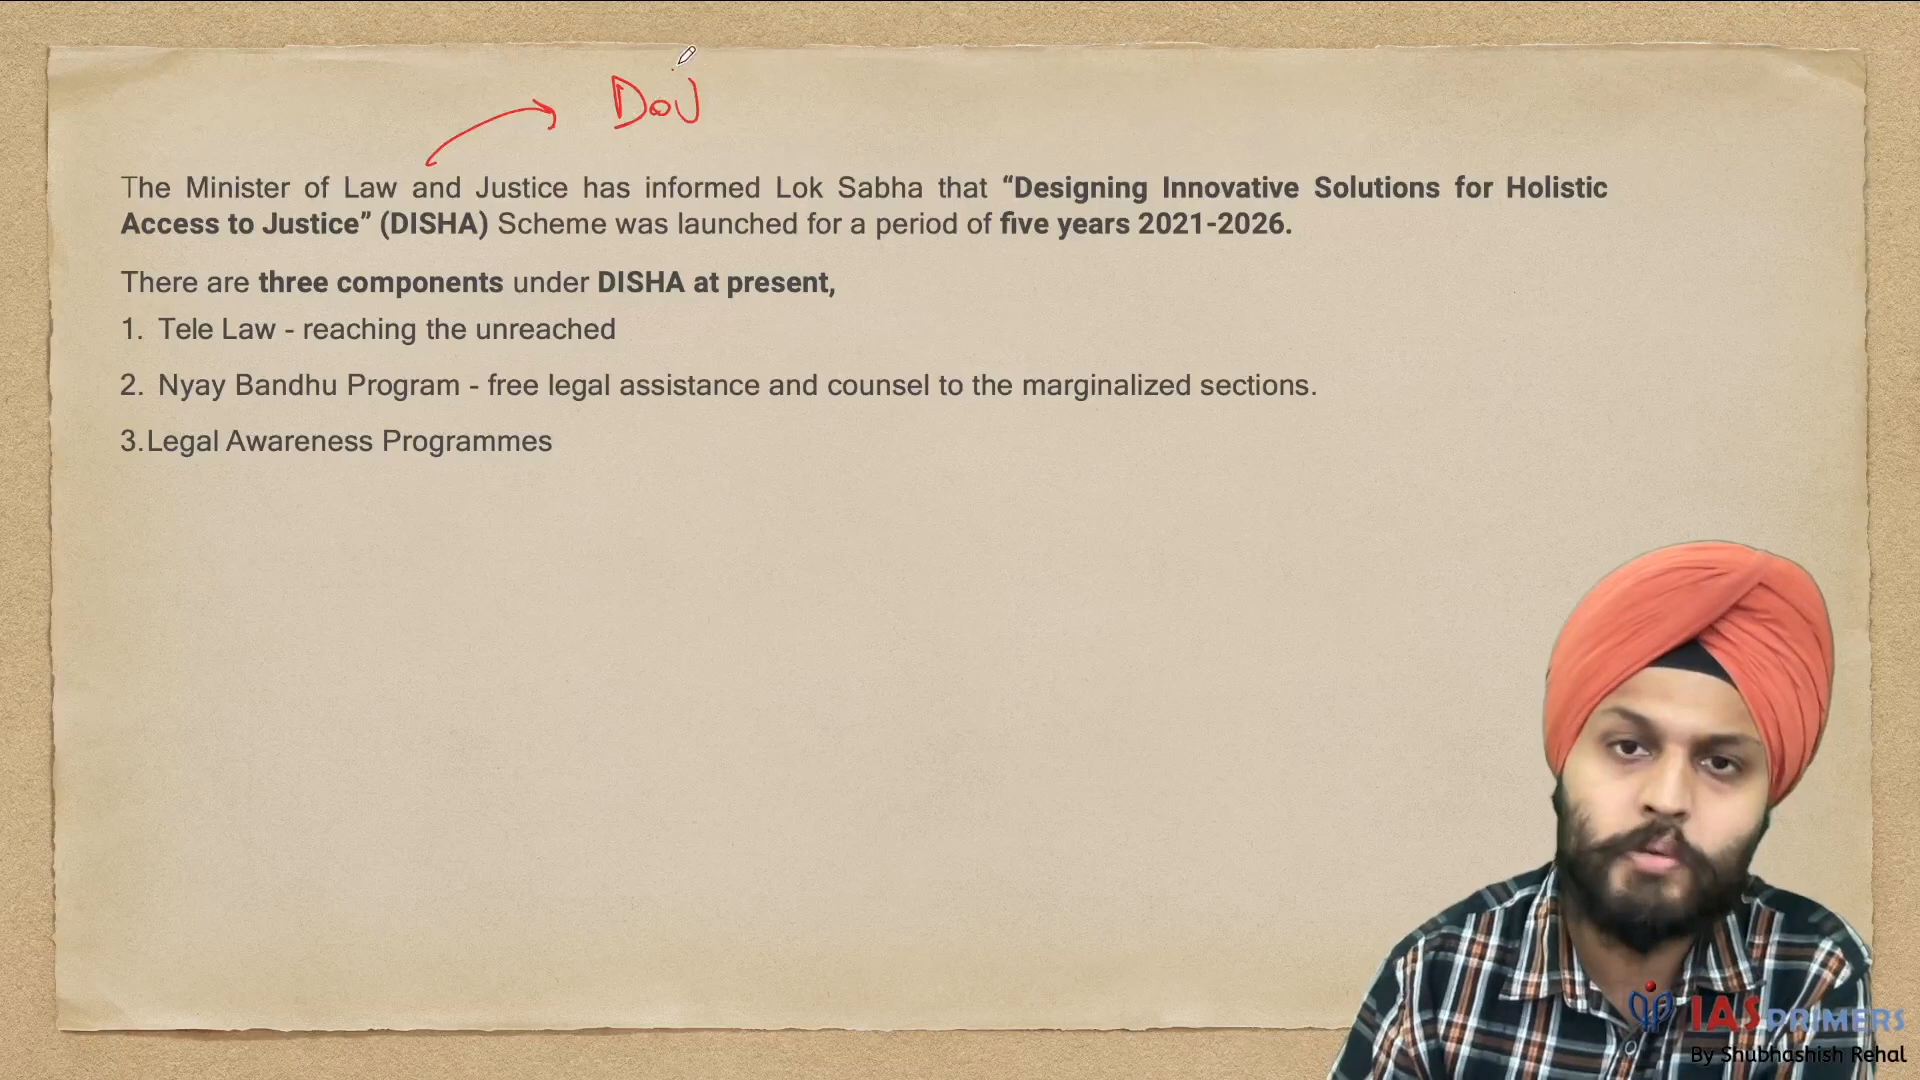 DoJ
The Minister of Law and Justice has informed Lok Sabha that “Designing Innovative Solutions for Holistic
Access to Justice” (DISHA) Scheme was launched for a period of five years 2021-2026.
There are three components under DISHA at present,
1. Tele Law - reaching the unreached
2. Nyay Bandhu Program - free legal assistance and counsel to the marginalized sections.
3.Legal Awareness Programmes
IAS PRIMERS
By Shubhashish Rehal